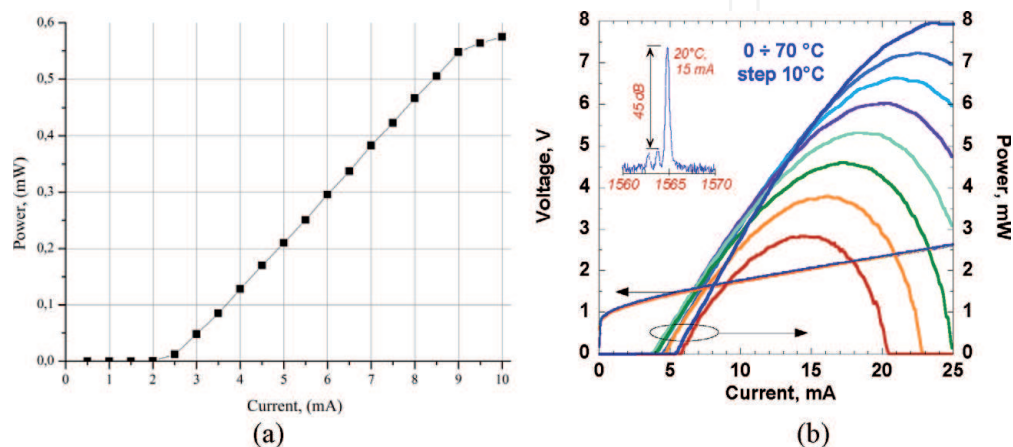 0,6
0,5
0,4
0,3
0,2
0,1
0,0
Power, (mW)
0 1 2 3 4 5 6 7 8 9 10
Current, (mA)
(a)
8
7
6
5
4
3
2
1
0
Voltage, V
45 dB
20°C,
15 mA
1560 1565 1570
0 ÷ 70 °C
step 10°C
8
7
6
5
4
3
2
1
0
Power, mW
0 5 10 15 20 25
Current, mA
(b)